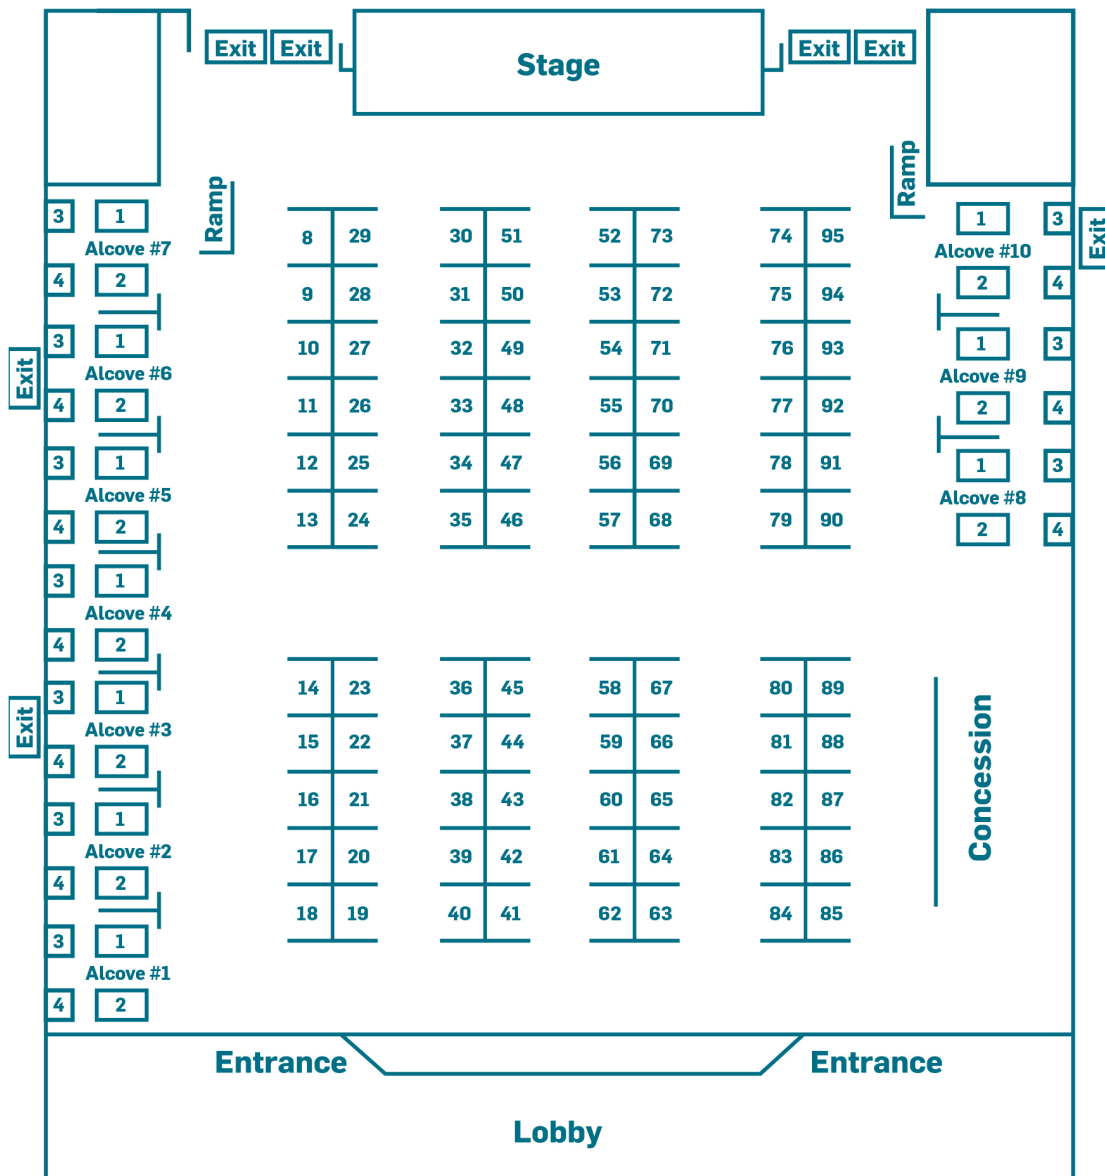 Exit Exit Stage Exit Exit
Ramp
Ramp
3 1 8 29 30 51 52 73 74 95 1 3 Exit
Alcove #7 Alcove #10
4 2 9 28 31 50 53 72 75 94 2 4
3 1 10 27 32 49 54 71 76 93 1 3
Exit Alcove #6 Alcove #9
4 2 11 26 33 48 55 70 77 92 2 4
3 1 12 25 34 47 56 69 78 91 1 3
Alcove #5 Alcove #8
4 2 13 24 35 46 57 68 79 90 2 4
3 1
Alcove #4
4 2
3 1 14 23 36 45 58 67 80 89
Exit Alcove #3
4 2 15 22 37 44 59 66 81 88
Concession
3 1 16 21 38 43 60 65 82 87
Alcove #2
4 2 17 20 39 42 61 64 83 86
3 1 18 19 40 41 62 63 84 85
Alcove #1
4 2
Entrance Entrance
Lobby